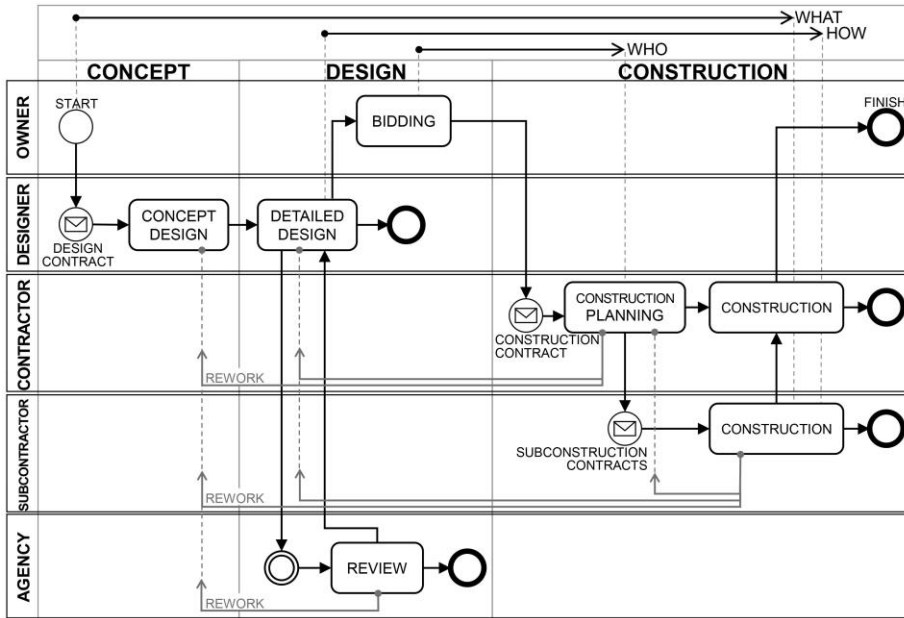 WHAT
HOW
WHO
CONCEPT
DESIGN
CONSTRUCTION
OWNER
START
BIDDING
FINISH
DESIGNER
DESIGN
CONTRACT
CONCEPT
DESIGN
DETAILED
DESIGN
CONTRACTOR
CONSTRUCTION
CONTRACT
CONSTRUCTION
PLANNING
CONSTRUCTION
REWORK
SUBCONTRACTOR
SUBCONSTRUCTION
CONTRACTS
CONSTRUCTION
REWORK
AGENCY
REVIEW
REWORK